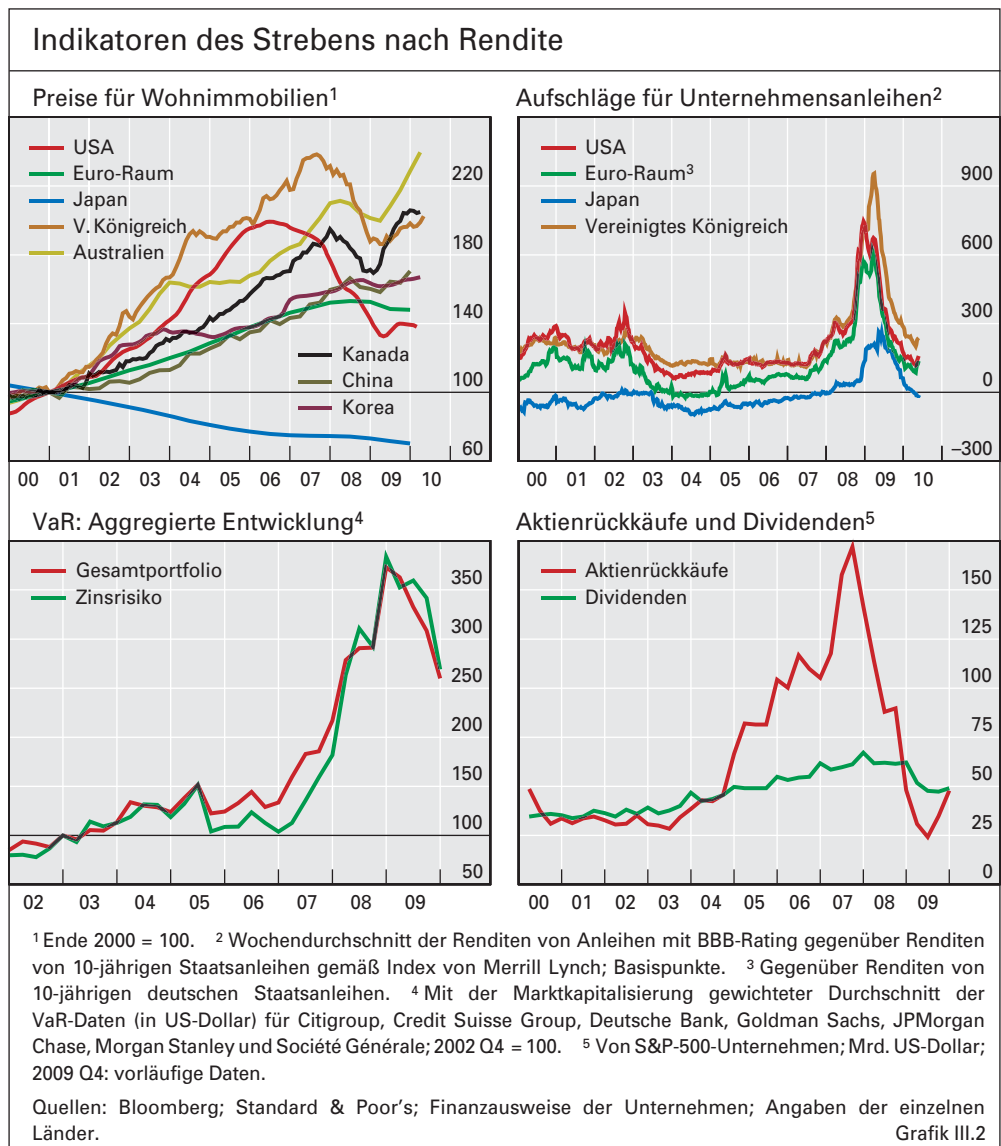 Indikatoren des Strebens nach Rendite
Preise für Wohnimmobilien¹
USA
Euro-Raum
Japan
V. Königreich
Australien
Kanada
China
Korea
220
180
140
100
60
00 01 02 03 04 05 06 07 08 09 10
Aufschläge für Unternehmensanleihen²
USA
Euro-Raum³
Japan
Vereinigtes Königreich
900
600
300
0
–300
00 01 02 03 04 05 06 07 08 09 10
VaR: Aggregierte Entwicklung⁴
Gesamtportfolio
Zinsrisiko
350
300
250
200
150
100
50
02 03 04 05 06 07 08 09
Aktienrückkäufe und Dividenden⁵
Aktienrückkäufe
Dividenden
150
125
100
75
50
25
0
00 01 02 03 04 05 06 07 08 09
¹ Ende 2000 = 100. ² Wochendurchschnitt der Renditen von Anleihen mit BBB-Rating gegenüber Renditen
von 10-jährigen Staatsanleihen gemäß Index von Merrill Lynch; Basispunkte. ³ Gegenüber Renditen von
10-jährigen deutschen Staatsanleihen. ⁴ Mit der Marktkapitalisierung gewichteter Durchschnitt der
VaR-Daten (in US-Dollar) für Citigroup, Credit Suisse Group, Deutsche Bank, Goldman Sachs, JPMorgan
Chase, Morgan Stanley und Société Générale; 2002 Q4 = 100. ⁵ Von S&P-500-Unternehmen; Mrd. US-Dollar;
2009 Q4: vorläufige Daten.
Quellen: Bloomberg; Standard & Poor's; Finanzausweise der Unternehmen; Angaben der einzelnen
Länder. Grafik III.2